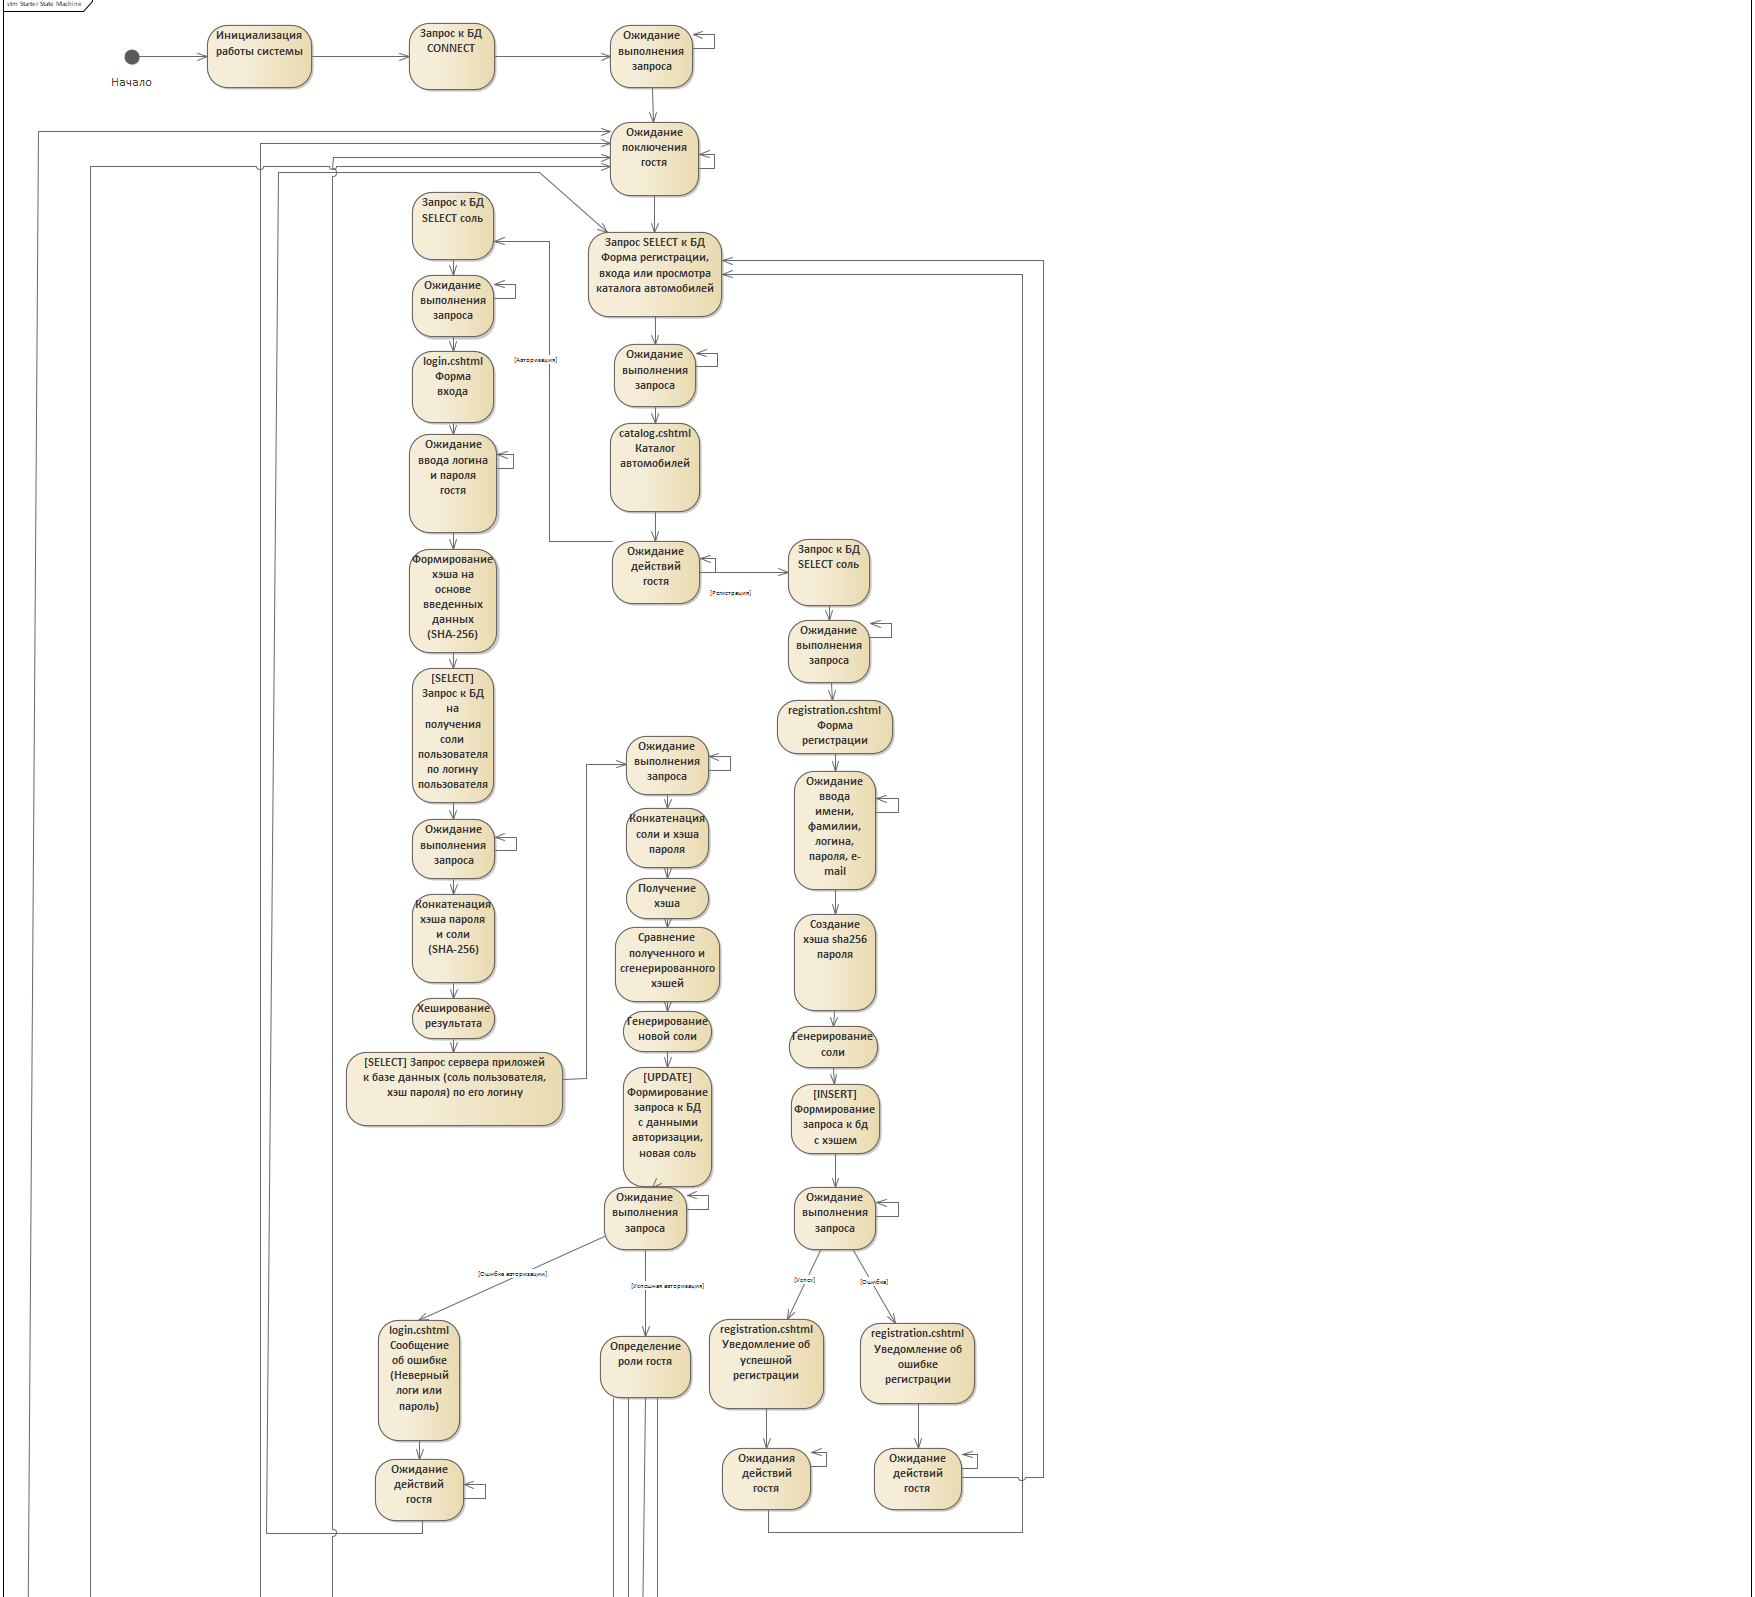 stm Starter State Machine
Начало
Инициализация
работы системы
Запрос к БД
CONNECT
Ожидание
выполнения
запроса
Ожидание
поключения
гостя
Запрос SELECT к БД
Форма регистрации,
входа или просмотра
каталога автомобилей
Ожидание
выполнения
запроса
catalog.cshtml
Каталог
автомобилей
Ожидание
действий
гостя
[Авторизация]
[Регистрация]
Запрос к БД
SELECT соль
Ожидание
выполнения
запроса
login.cshtml
Форма
входа
Ожидание
ввода логина
и пароля
гостя
Формирование
хэша на
основе
введенных
данных
(SHA-256)
[SELECT]
Запрос к БД
на
получения
соли
пользователя
по логину
пользователя
Ожидание
выполнения
запроса
Конкатенация
хэша пароля
и соли
(SHA-256)
Хеширование
результата
[SELECT] Запрос сервера приложей
к базе данных (соль пользователя,
хэш пароля) по его логину
Ожидание
выполнения
запроса
Конкатенация
соли и хэша
пароля
Получение
хэша
Сравнение
полученного и
сгенерированного
хэшей
Генерирование
новой соли
[UPDATE]
Формирование
запроса к БД
с данными
авторизации,
новая соль
Ожидание
выполнения
запроса
[Ошибка авторизации]
[Успешная авторизация]
login.cshtml
Сообщение
об ошибке
(Неверный
логи или
пароль)
Ожидание
действий
гостя
Определение
роли гостя
Запрос к БД
SELECT соль
Ожидание
выполнения
запроса
registration.cshtml
Форма
регистрации
Ожидание
ввода
имени,
фамилии,
логина,
пароля, e-
mail
Создание
хэша sha256
пароля
Генерирование
соли
[INSERT]
Формирование
запроса к бд
с хэшем
Ожидание
выполнения
запроса
[Успех]
[Ошибка]
registration.cshtml
Уведомление об
успешной
регистрации
registration.cshtml
Уведомление об
ошибке
регистрации
Ожидания
действий
гостя
Ожидание
действий
гостя